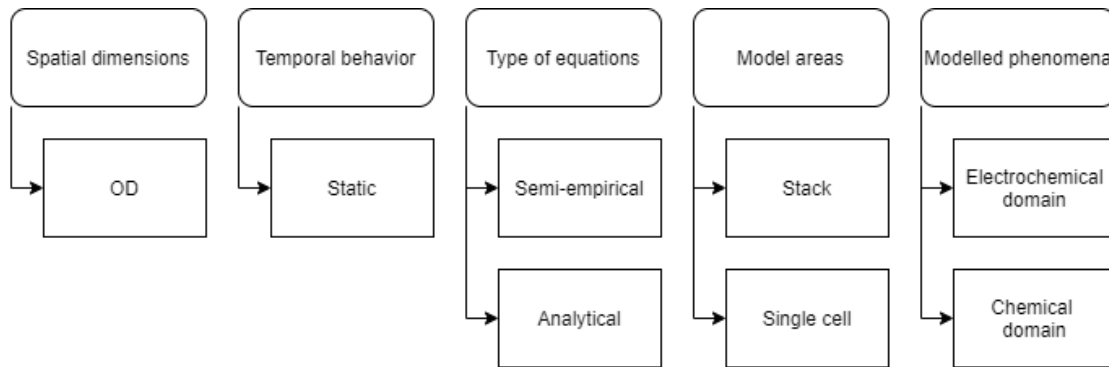 Spatial dimensions
Temporal behavior
Type of equations
Model areas
Modelled phenomena
OD
Static
Semi-empirical
Stack
Electrochemical
domain
Analytical
Single cell
Chemical
domain